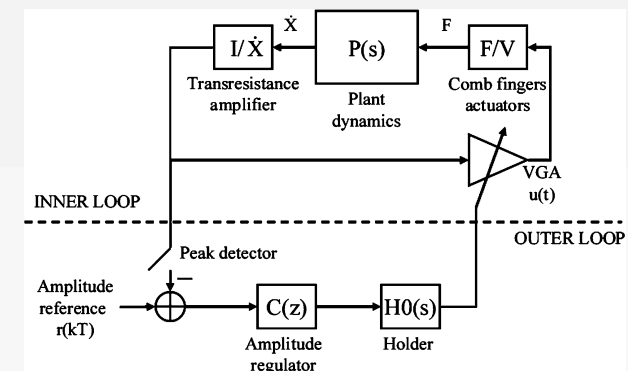 Ẋ
F
I/Ẋ
P(s)
F/V
Transresistance
amplifier
Plant
dynamics
Comb fingers
actuators
VGA
u(t)
INNER LOOP
OUTER LOOP
Peak detector
−
Amplitude
reference
r(kT)
C(z)
H0(s)
Amplitude
regulator
Holder